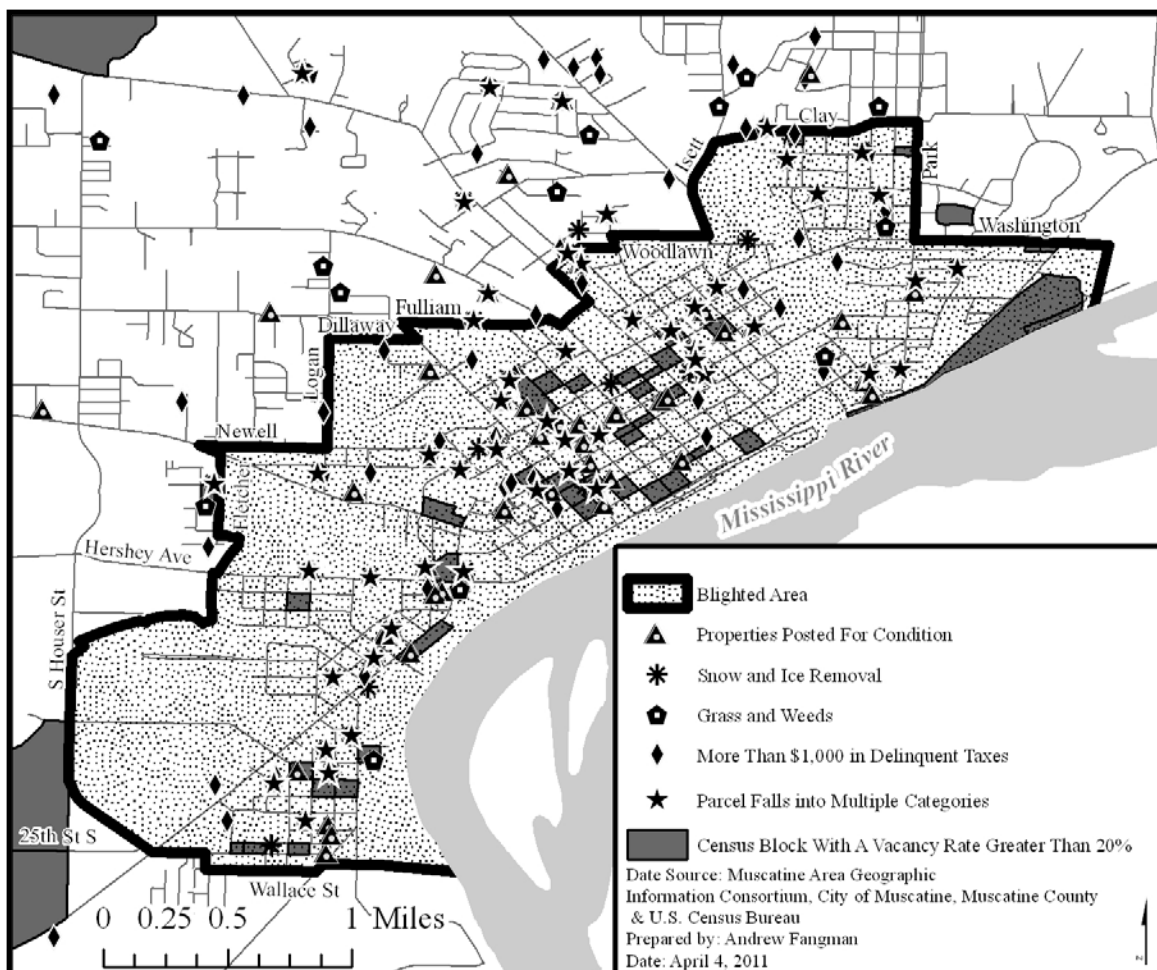 Clay
Isett
Park
Washington
Woodlawn
Fulliam
Dillaway
Logan
Newell
Fletcher
Mississippi River
Hershey Ave
S Houser St
25th St S
Wallace St
0 0.25 0.5 1 Miles
Blighted Area
Properties Posted For Condition
Snow and Ice Removal
Grass and Weeds
More Than $1,000 in Delinquent Taxes
Parcel Falls into Multiple Categories
Census Block With A Vacancy Rate Greater Than 20%
Date Source: Muscatine Area Geographic
Information Consortium, City of Muscatine, Muscatine County
& U.S. Census Bureau
Prepared by: Andrew Fangman
Date: April 4, 2011